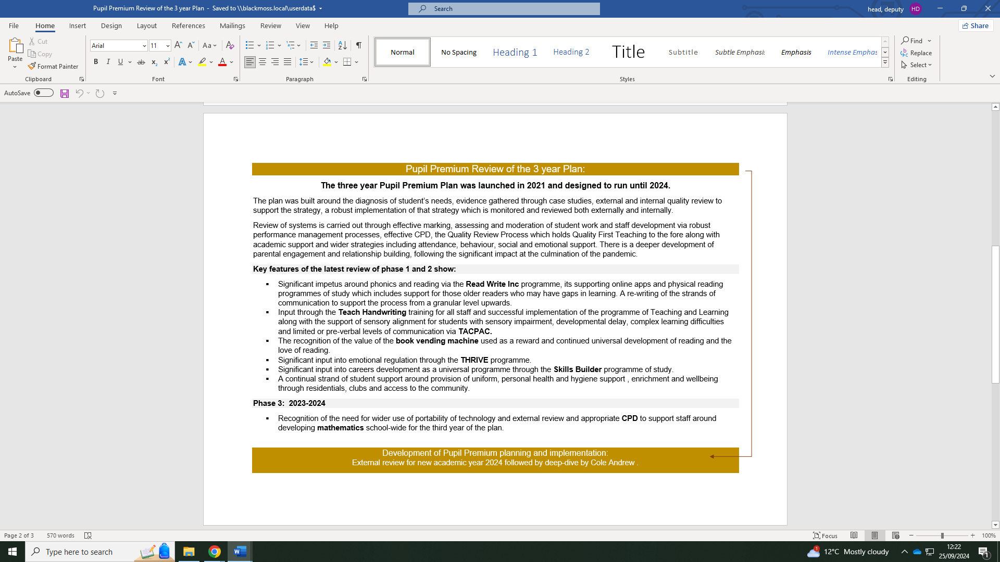 Pupil Premium Review of the 3 year Plan - Saved to \\blackmoss.local\userdata$
Search
head, deputy
HD
File Home Insert Design Layout References Mailings Review View Help
Share
Paste
Cut
Copy
Format Painter
Clipboard
Arial
11
Font
Paragraph
Normal
No Spacing
Heading 1
Heading 2
Title
Subtitle
Subtle Emphasis
Emphasis
Intense Emphas
Styles
Find
Replace
Select
Editing
AutoSave
Pupil Premium Review of the 3 year Plan:
The three year Pupil Premium Plan was launched in 2021 and designed to run until 2024.
The plan was built around the diagnosis of student's needs, evidence gathered through case studies, external and internal quality review to
support the strategy, a robust implementation of that strategy which is monitored and reviewed both externally and internally.
Review of systems is carried out through effective marking, assessing and moderation of student work and staff development via robust
performance management processes, effective CPD, the Quality Review Process which holds Quality First Teaching to the fore along with
academic support and wider strategies including attendance, behaviour, social and emotional support. There is a deeper development of
parental engagement and relationship building, following the significant impact at the culmination of the pandemic.
Key features of the latest review of phase 1 and 2 show:
▪ Significant impetus around phonics and reading via the Read Write Inc programme, its supporting online apps and physical reading
programmes of study which includes support for those older readers who may have gaps in learning. A re-writing of the strands of
communication to support the process from a granular level upwards.
▪ Input through the Teach Handwriting training for all staff and successful implementation of the programme of Teaching and Learning
along with the support of sensory alignment for students with sensory impairment, developmental delay, complex learning difficulties
and limited or pre-verbal levels of communication via TACPAC.
▪ The recognition of the value of the book vending machine used as a reward and continued universal development of reading and the
love of reading.
▪ Significant input into emotional regulation through the THRIVE programme.
▪ Significant input into careers development as a universal programme through the Skills Builder programme of study.
▪ A continual strand of student support around provision of uniform, personal health and hygiene support , enrichment and wellbeing
through residentials, clubs and access to the community.
Phase 3: 2023-2024
▪ Recognition of the need for wider use of portability of technology and external review and appropriate CPD to support staff around
developing mathematics school-wide for the third year of the plan.
Development of Pupil Premium planning and implementation:
External review for new academic year 2024 followed by deep-dive by Cole Andrew .
Page 2 of 3
570 words
Focus
100%
Type here to search
1
12°C Mostly cloudy
12:22
25/09/2024
1